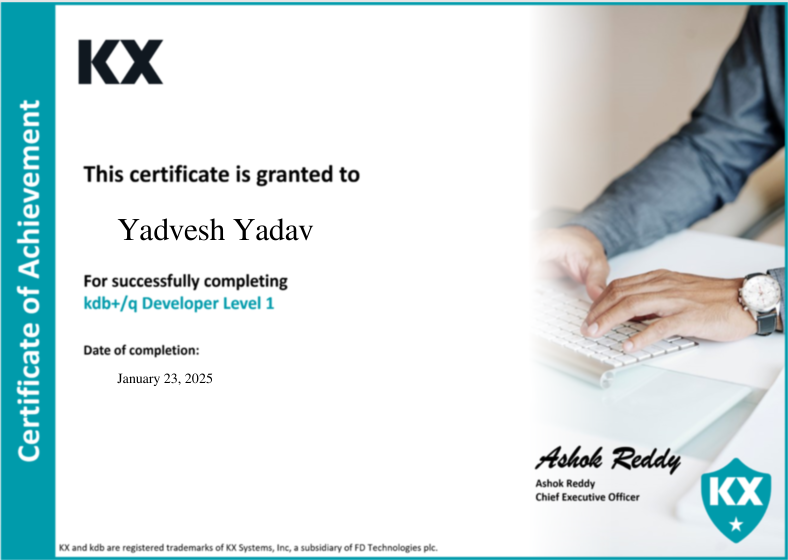 Certificate of Achievement
KX
This certificate is granted to
Yadvesh Yadav
For successfully completing
kdb+/q Developer Level 1
Date of completion:
January 23, 2025
Ashok Reddy
Ashok Reddy
Chief Executive Officer
KX
KX and kdb are registered trademarks of KX Systems, Inc, a subsidiary of FD Technologies plc.